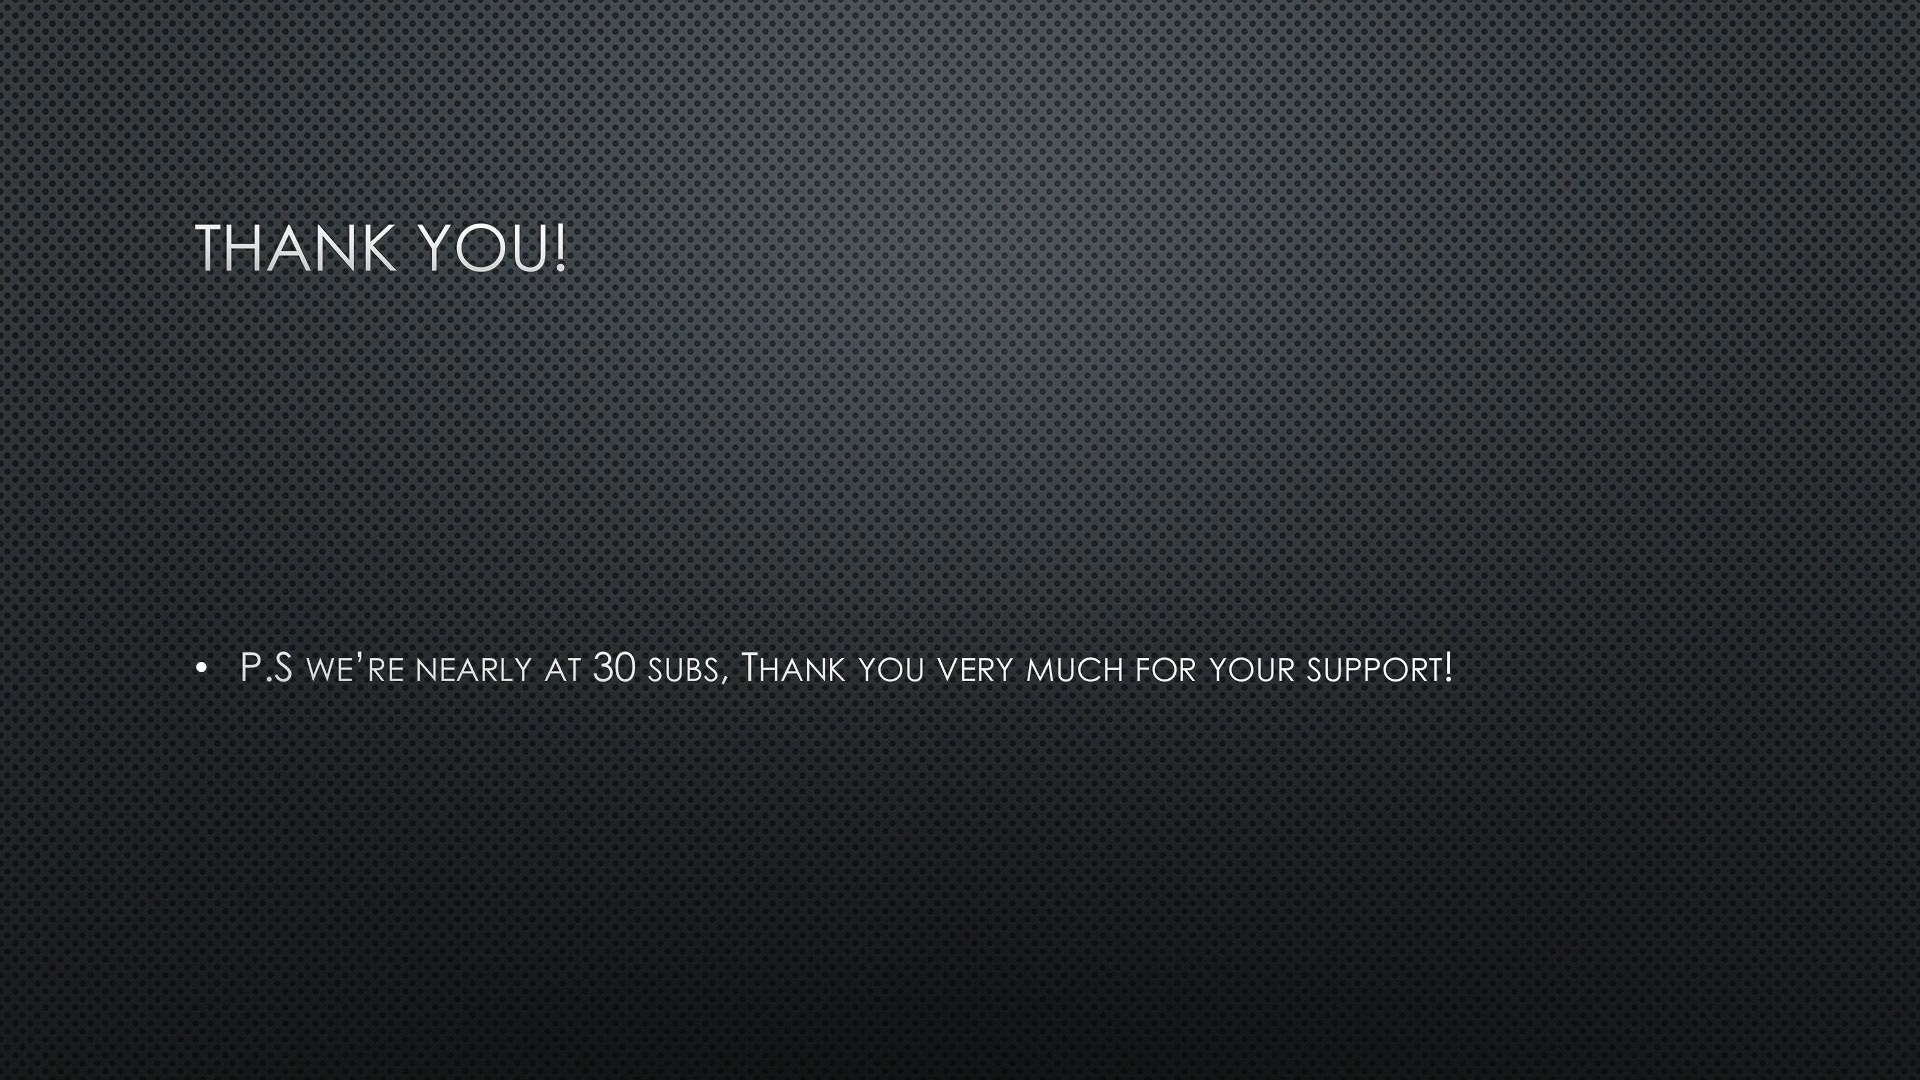 THANK YOU!
• P.S WE’RE NEARLY AT 30 SUBS, THANK YOU VERY MUCH FOR YOUR SUPPORT!